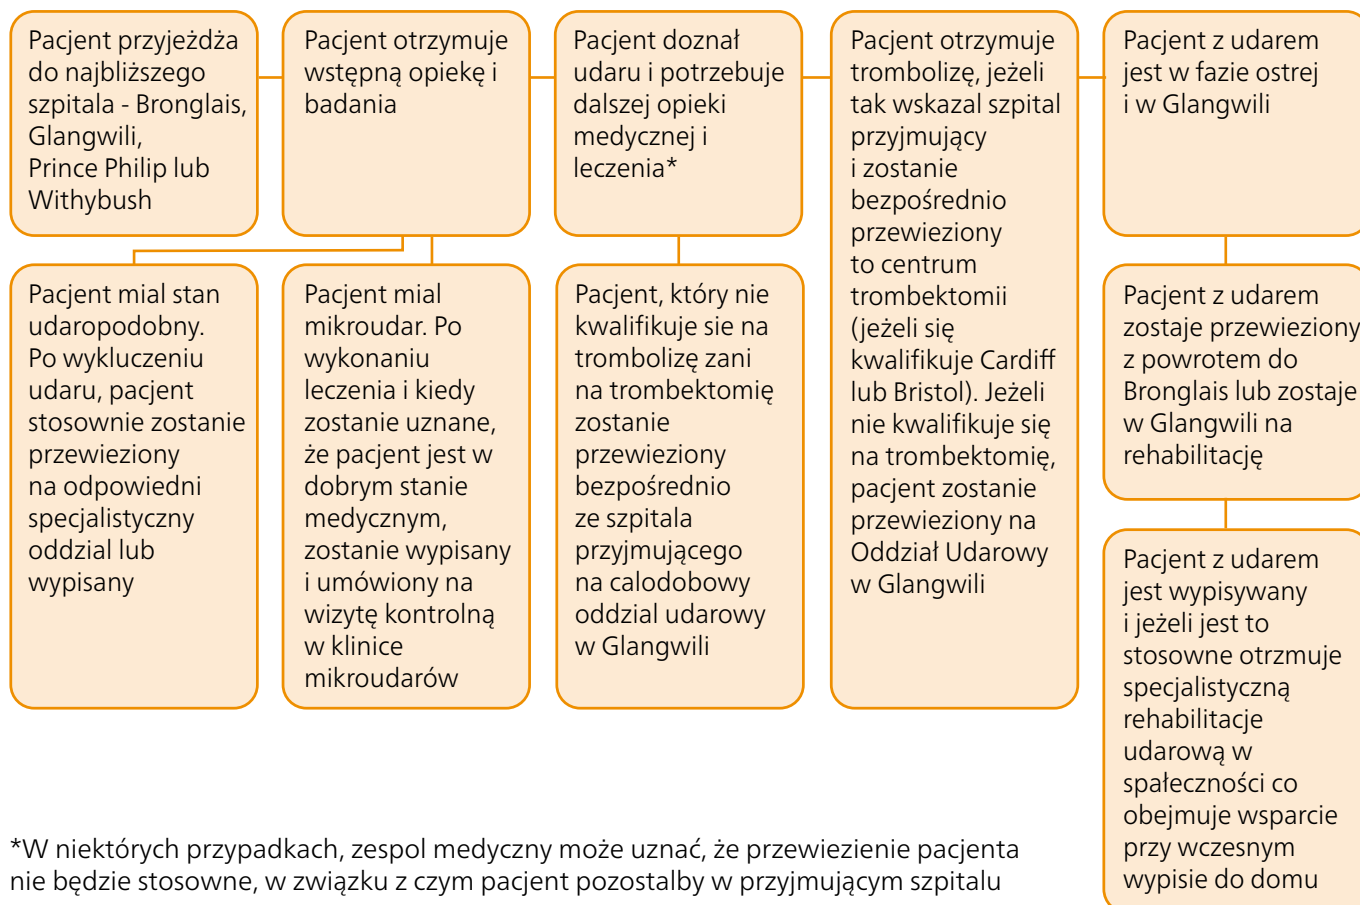 Pacjent przyjeżdża
do najbliższego
szpitala - Bronglais,
Glangwili,
Prince Philip lub
Withybush
Pacjent otrzymuje
wstępną opiekę i
badania
Pacjent doznał
udaru i potrzebuje
dalszej opieki
medycznej i
leczenia*
Pacjent otrzymuje
trombolizę, jeżeli
tak wskazal szpital
przyjmujący
i zostanie
bezpośrednio
przewieziony
to centrum
trombektomii
(jeżeli się
kwalifikuje Cardiff
lub Bristol). Jeżeli
nie kwalifikuje się
na trombektomię,
pacjent zostanie
przewieziony na
Oddział Udarowy
w Glangwili
Pacjent z udarem
jest w fazie ostrej
i w Glangwili
Pacjent mial stan
udaropodobny.
Po wykluczeniu
udaru, pacjent
stosownie zostanie
przewieziony
na odpowiedni
specjalistyczny
oddzial lub
wypisany
Pacjent mial
mikroudar. Po
wykonaniu
leczenia i kiedy
zostanie uznane,
że pacjent jest w
dobrym stanie
medycznym,
zostanie wypisany
i umówiony na
wizytę kontrolną
w klinice
mikroudarów
Pacjent, który nie
kwalifikuje sie na
trombolizę zani
na trombektomię
zostanie
przewieziony
bezpośrednio
ze szpitala
przyjmującego
na calodobowy
oddzial udarowy
w Glangwili
Pacjent z udarem
zostaje przewieziony
z powrotem do
Bronglais lub zostaje
w Glangwili na
rehabilitację
Pacjent z udarem
jest wypisywany
i jeżeli jest to
stosowne otrzmuje
specjalistyczną
rehabilitacje
udarową w
spałeczności co
obejmuje wsparcie
przy wczesnym
wypisie do domu
*W niektórych przypadkach, zespol medyczny może uznać, że przewiezienie pacjenta
nie będzie stosowne, w związku z czym pacjent pozostalby w przyjmującym szpitalu